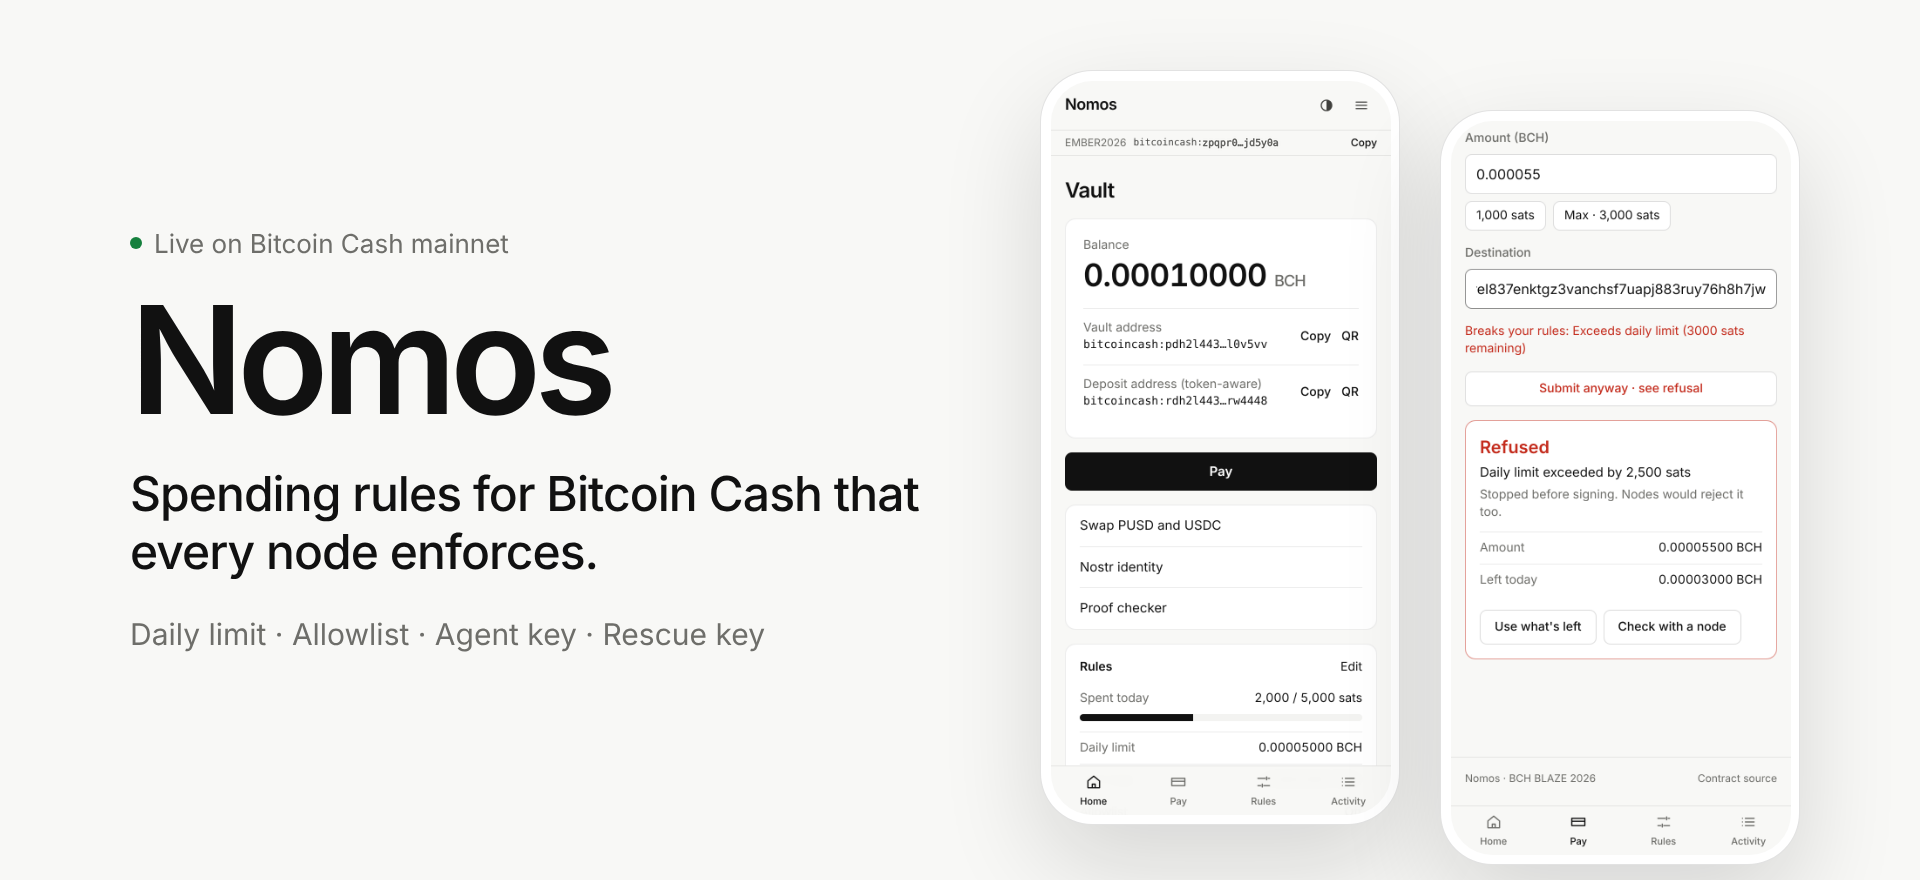 Live on Bitcoin Cash mainnet
Nomos
Spending rules for Bitcoin Cash that
every node enforces.
Daily limit · Allowlist · Agent key · Rescue key
Nomos
EMBER2026 bitcoincash:zpqpr0…jd5y0a Copy
Vault
Balance
0.00010000 BCH
Vault address
bitcoincash:pdh2l443…l0v5vv Copy QR
Deposit address (token-aware)
bitcoincash:rdh2l443…rw4448 Copy QR
Pay
Swap PUSD and USDC
Nostr identity
Proof checker
Rules Edit
Spent today 2,000 / 5,000 sats
Daily limit 0.00005000 BCH
Home Pay Rules Activity
Amount (BCH)
0.000055
1,000 sats Max · 3,000 sats
Destination
el837enktgz3vanchsf7uapj883ruy76h8h7jw
Breaks your rules: Exceeds daily limit (3000 sats
remaining)
Submit anyway · see refusal
Refused
Daily limit exceeded by 2,500 sats
Stopped before signing. Nodes would reject it
too.
Amount 0.00005500 BCH
Left today 0.00003000 BCH
Use what's left Check with a node
Nomos · BCH BLAZE 2026 Contract source
Home Pay Rules Activity